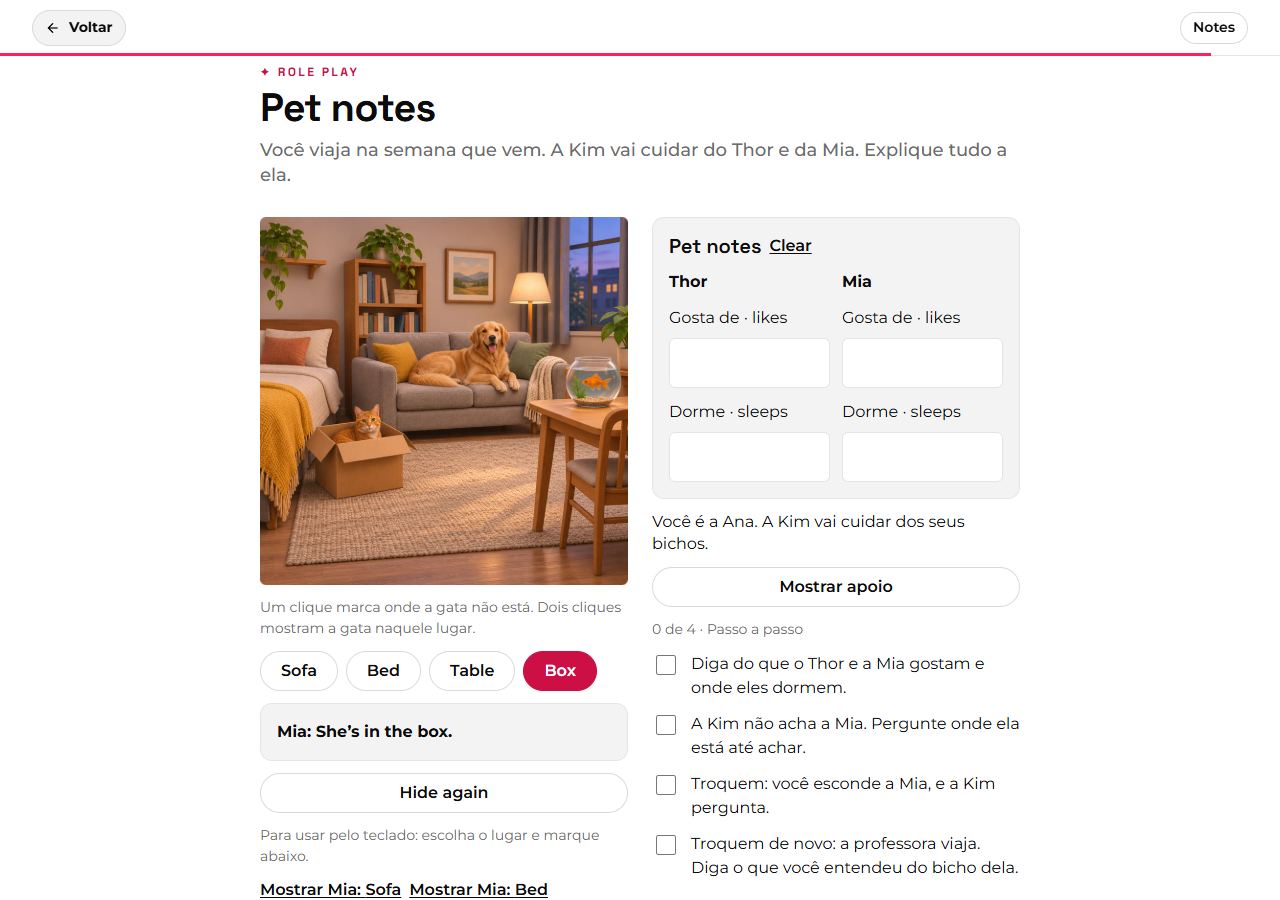 ← Voltar
Notes
✦ ROLE PLAY
Pet notes
Você viaja na semana que vem. A Kim vai cuidar do Thor e da Mia. Explique tudo a
ela.
Um clique marca onde a gata não está. Dois cliques
mostram a gata naquele lugar.
Sofa Bed Table Box
Mia: She’s in the box.
Hide again
Para usar pelo teclado: escolha o lugar e marque
abaixo.
Mostrar Mia: Sofa Mostrar Mia: Bed
Pet notes Clear
Thor Mia
Gosta de · likes Gosta de · likes
Dorme · sleeps Dorme · sleeps
Você é a Ana. A Kim vai cuidar dos seus
bichos.
Mostrar apoio
0 de 4 · Passo a passo
Diga do que o Thor e a Mia gostam e
onde eles dormem.
A Kim não acha a Mia. Pergunte onde ela
está até achar.
Troquem: você esconde a Mia, e a Kim
pergunta.
Troquem de novo: a professora viaja.
Diga o que você entendeu do bicho dela.